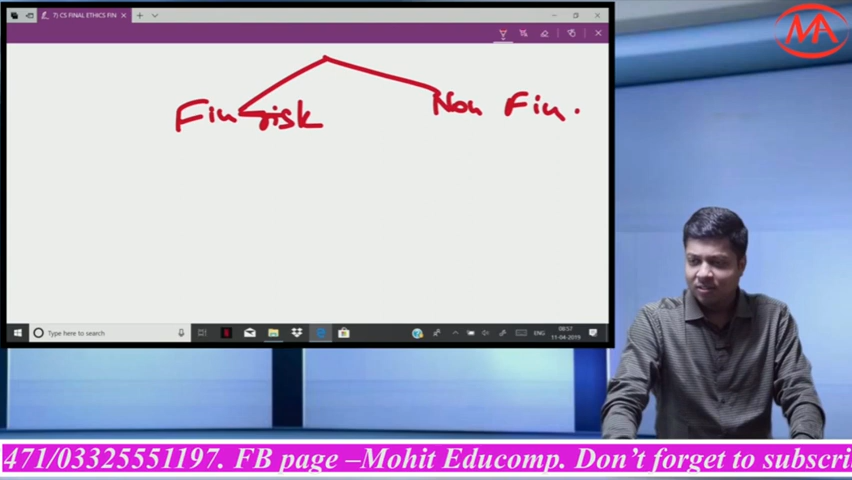 7) CS FINAL ETHICS FIN
MA
Fin risk
Non Fin.
Type here to search
ENG
08:57
11-04-2019
471/03325551197. FB page –Mohit Educomp. Don't forget to subscri